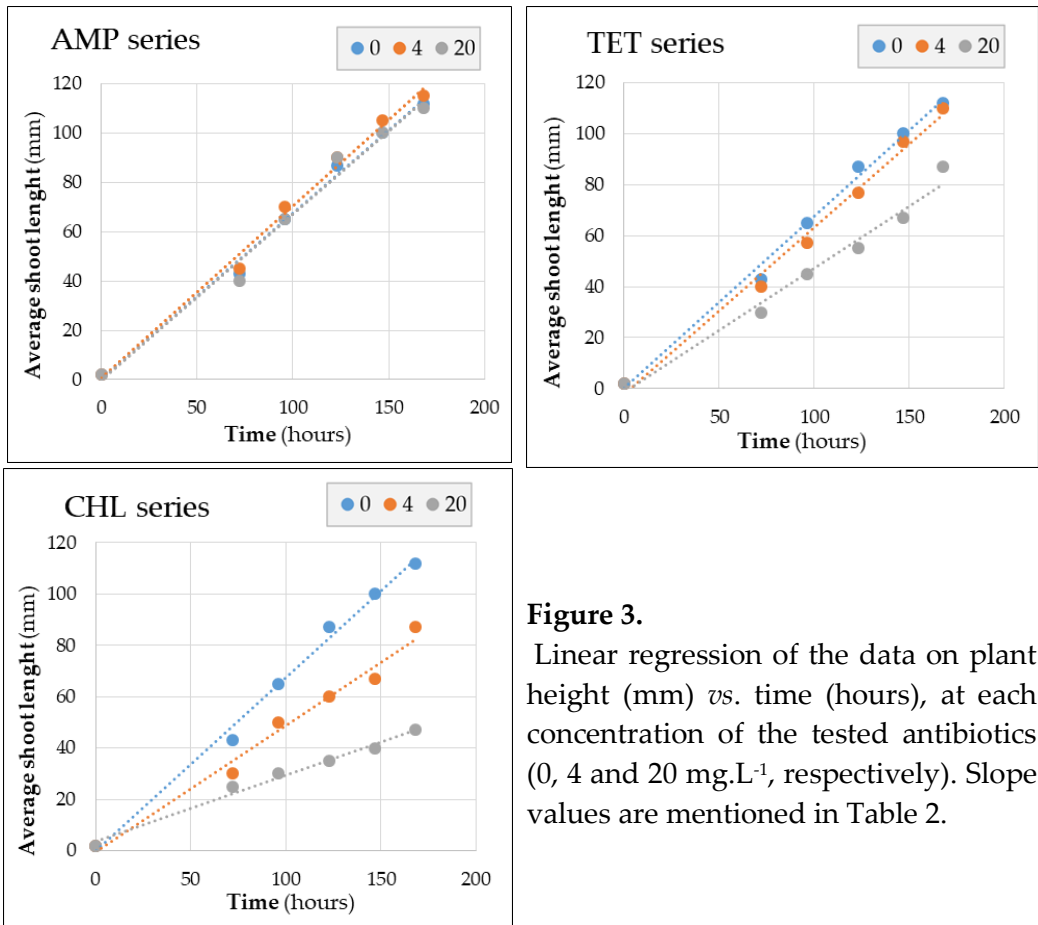 AMP series
0 4 20
120
100
80
60
40
20
0
0 50 100 150 200
Average shoot lenght (mm)
Time (hours)
TET series
0 4 20
120
100
80
60
40
20
0
0 50 100 150 200
Average shoot lenght (mm)
Time (hours)
CHL series
0 4 20
120
100
80
60
40
20
0
0 50 100 150 200
Average shoot lenght (mm)
Time (hours)
Figure 3.
Linear regression of the data on plant
height (mm) vs. time (hours), at each
concentration of the tested antibiotics
(0, 4 and 20 mg.L-1, respectively). Slope
values are mentioned in Table 2.